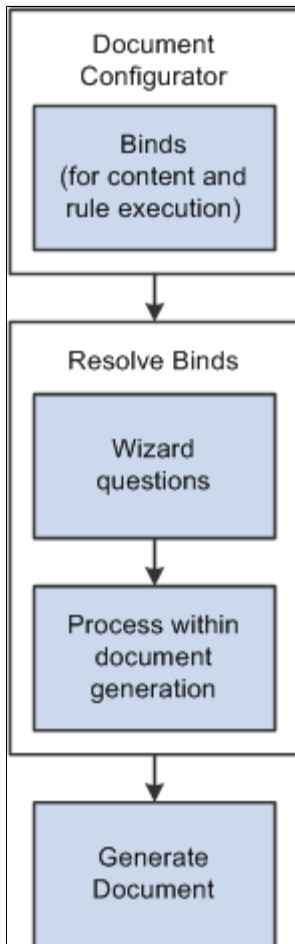 Document
Configurator
Binds
(for content and
rule execution)
Resolve Binds
Wizard
questions
Process within
document
generation
Generate
Document